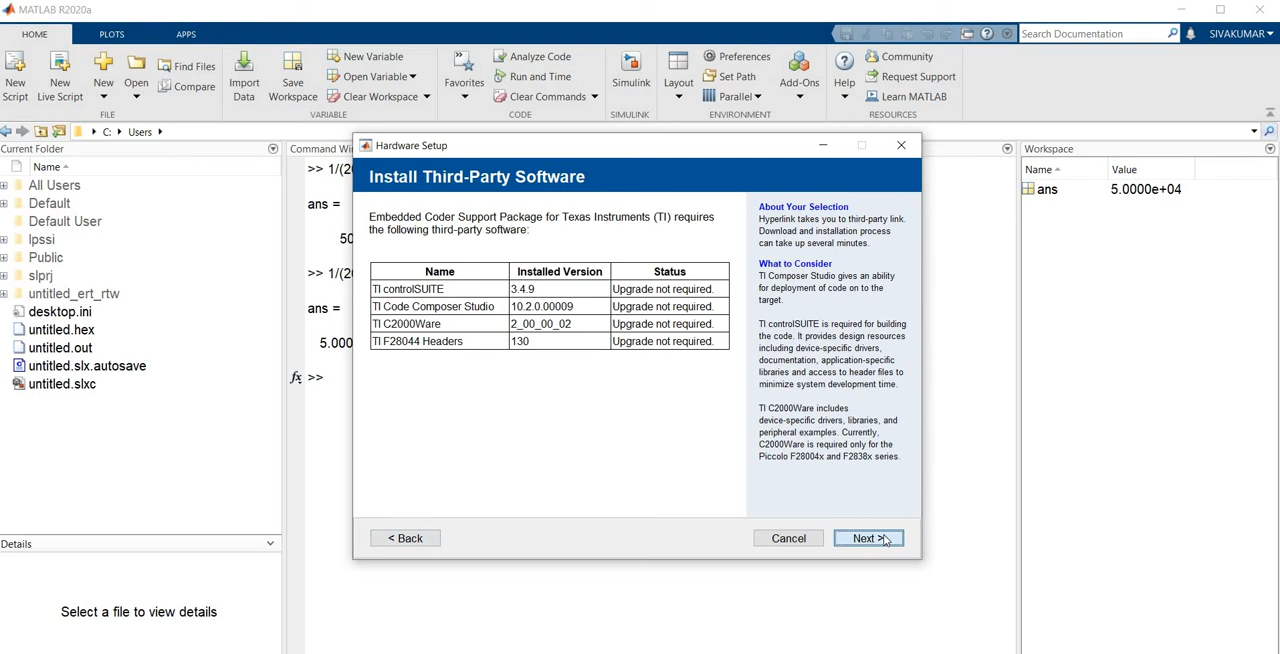 MATLAB R2020a
HOME PLOTS APPS
Search Documentation
SIVAKUMAR
New Script
New Live Script
New
Open
Find Files
Compare
FILE
Import Data
Save Workspace
New Variable
Open Variable
Clear Workspace
VARIABLE
Favorites
Analyze Code
Run and Time
Clear Commands
CODE
Simulink
SIMULINK
Layout
Preferences
Set Path
Parallel
Add-Ons
ENVIRONMENT
Help
Community
Request Support
Learn MATLAB
RESOURCES
C: Users
Current Folder
Name
All Users
Default
Default User
lpssi
Public
slprj
untitled_ert_rtw
desktop.ini
untitled.hex
untitled.out
untitled.slx.autosave
untitled.slxc
Details
Select a file to view details
Command Wi
>> 1/(20
ans =
50
>> 1/(20
ans =
5.000
fx >>
Hardware Setup
Install Third-Party Software
Embedded Coder Support Package for Texas Instruments (TI) requires
the following third-party software:
Name Installed Version Status
TI controlSUITE 3.4.9 Upgrade not required.
TI Code Composer Studio 10.2.0.00009 Upgrade not required.
TI C2000Ware 2_00_00_02 Upgrade not required.
TI F28044 Headers 130 Upgrade not required.
About Your Selection
Hyperlink takes you to third-party link.
Download and installation process
can take up several minutes.
What to Consider
TI Composer Studio gives an ability
for deployment of code on to the
target.
TI controlSUITE is required for building
the code. It provides design resources
including device-specific drivers,
documentation, application-specific
libraries and access to header files to
minimize system development time.
TI C2000Ware includes
device-specific drivers, libraries, and
peripheral examples. Currently,
C2000Ware is required only for the
Piccolo F28004x and F2838x series.
< Back
Cancel
Next >
Workspace
Name Value
ans 5.0000e+04